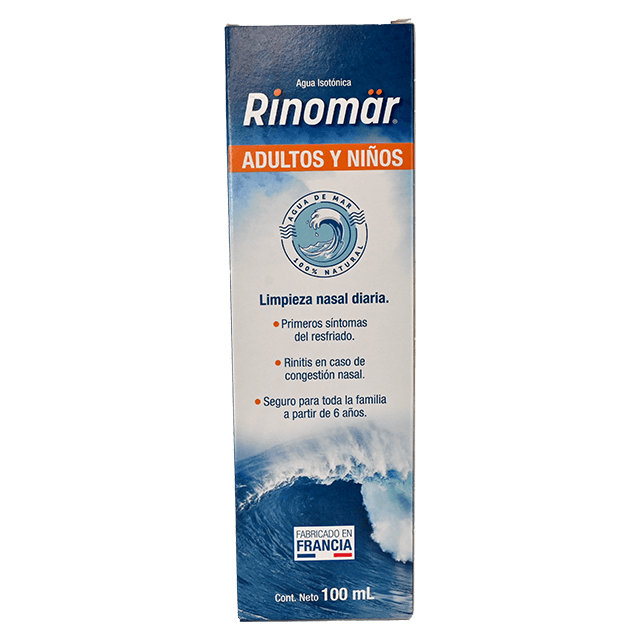 Agua Isotónica
Rinomär®
ADULTOS Y NIÑOS
AGUA DE MAR
100% NATURAL
Limpieza nasal diaria.
• Primeros síntomas
del resfriado.
• Rinitis en caso de
congestión nasal.
• Seguro para toda la familia
a partir de 6 años.
FABRICADO EN
FRANCIA
Cont. Neto 100 mL